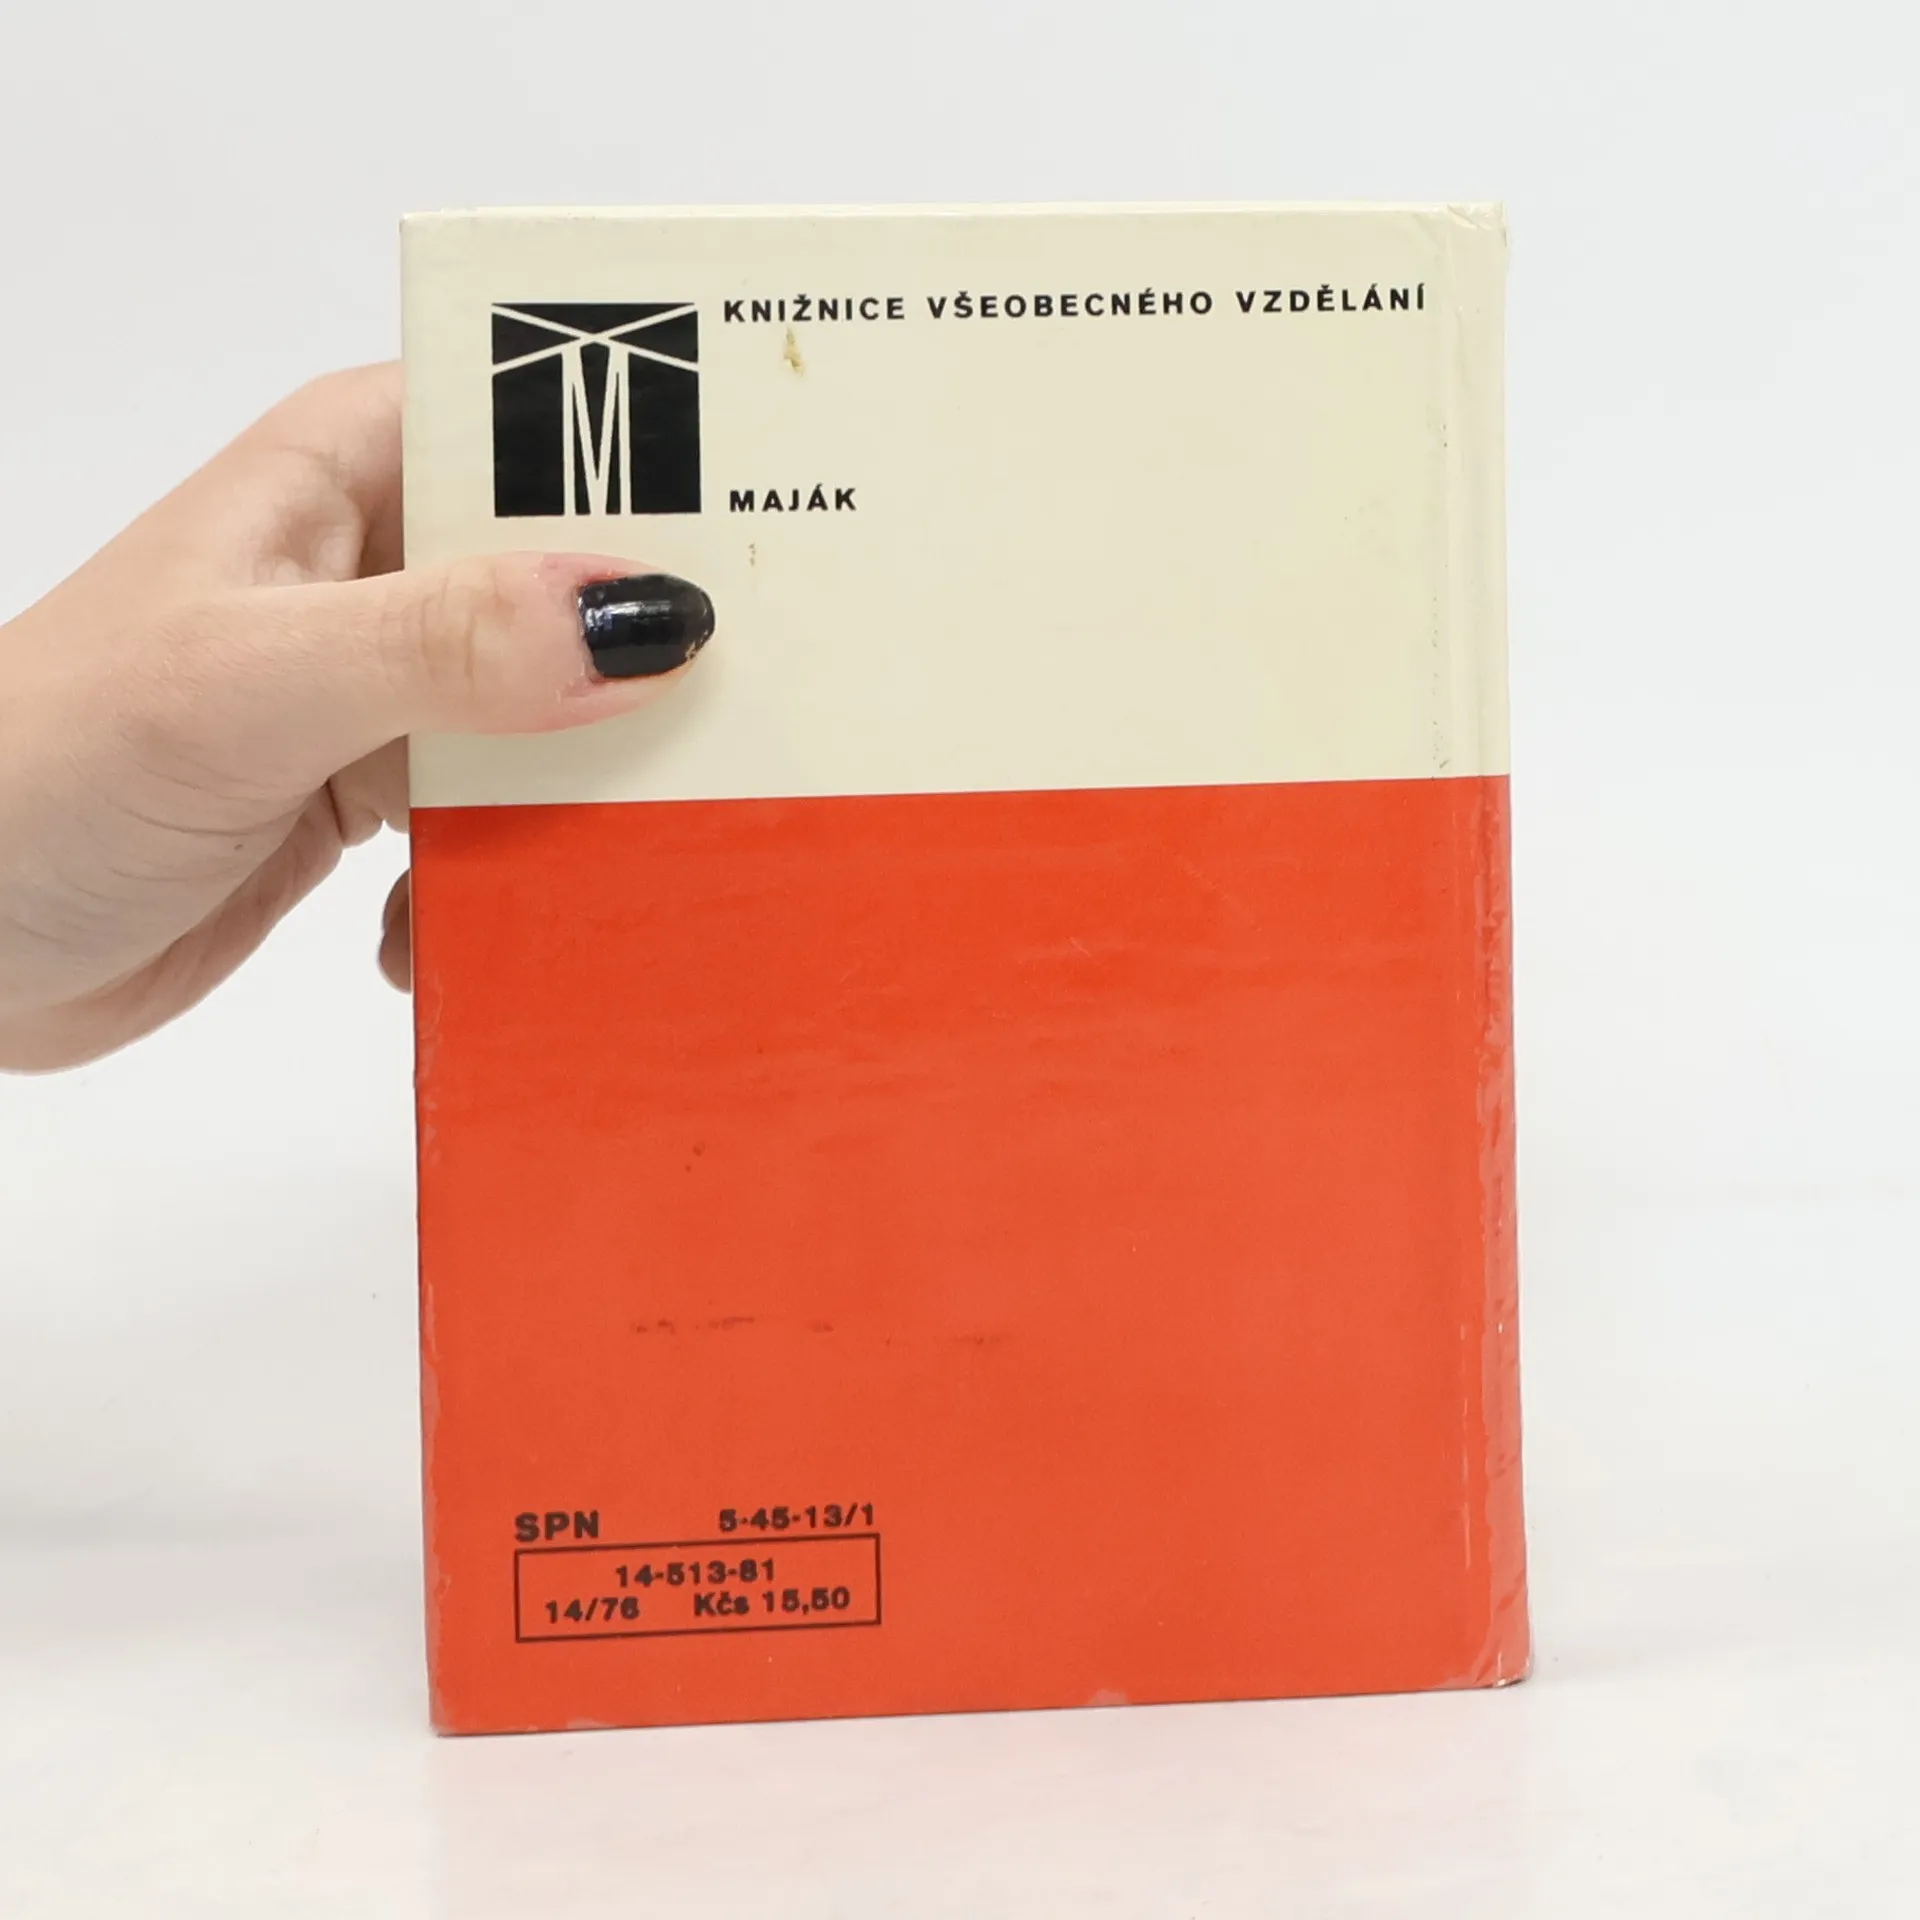 KNIŽNICE VŠEOBECNÉHO VZDĚLÁNÍ
M
MAJÁK
SPN 5-45-13/1
14-513-81
14/76 Kčs 15,50